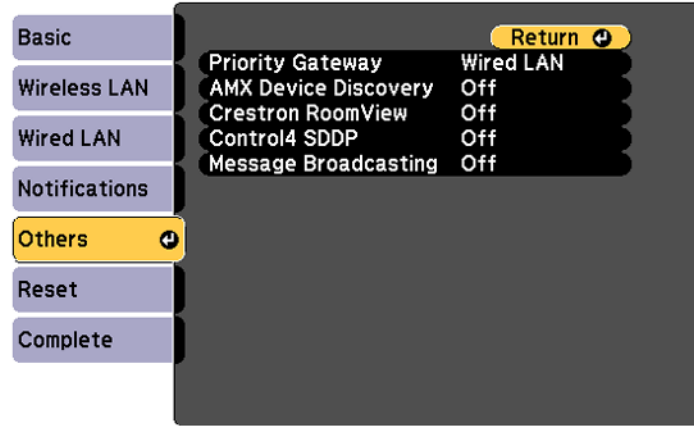 Basic
Wireless LAN
Wired LAN
Notifications
Others
Reset
Complete
Return
Priority Gateway Wired LAN
AMX Device Discovery Off
Crestron RoomView Off
Control4 SDDP Off
Message Broadcasting Off